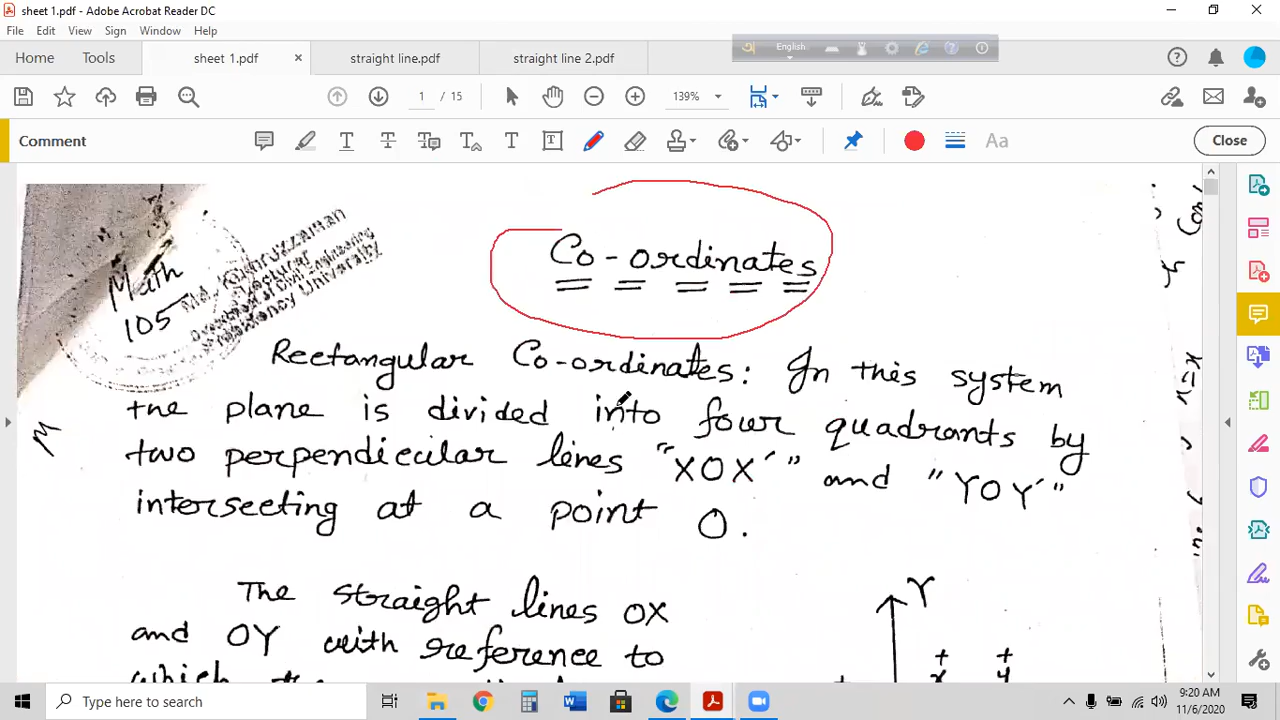 sheet 1.pdf - Adobe Acrobat Reader DC
File Edit View Sign Window Help
English
Home Tools sheet 1.pdf × straight line.pdf straight line 2.pdf
1 / 15 139%
Comment Aa Close
Math
105
Lecturer
Co-ordinates
Rectangular Co-ordinates: In this system
the plane is divided into four quadrants by
two perpendicular lines "XOX'" and "YOY'"
intersecting at a point O.
The straight lines OX
and OY with reference to
Y
+ +
x y
M
Type here to search
9:20 AM
11/6/2020